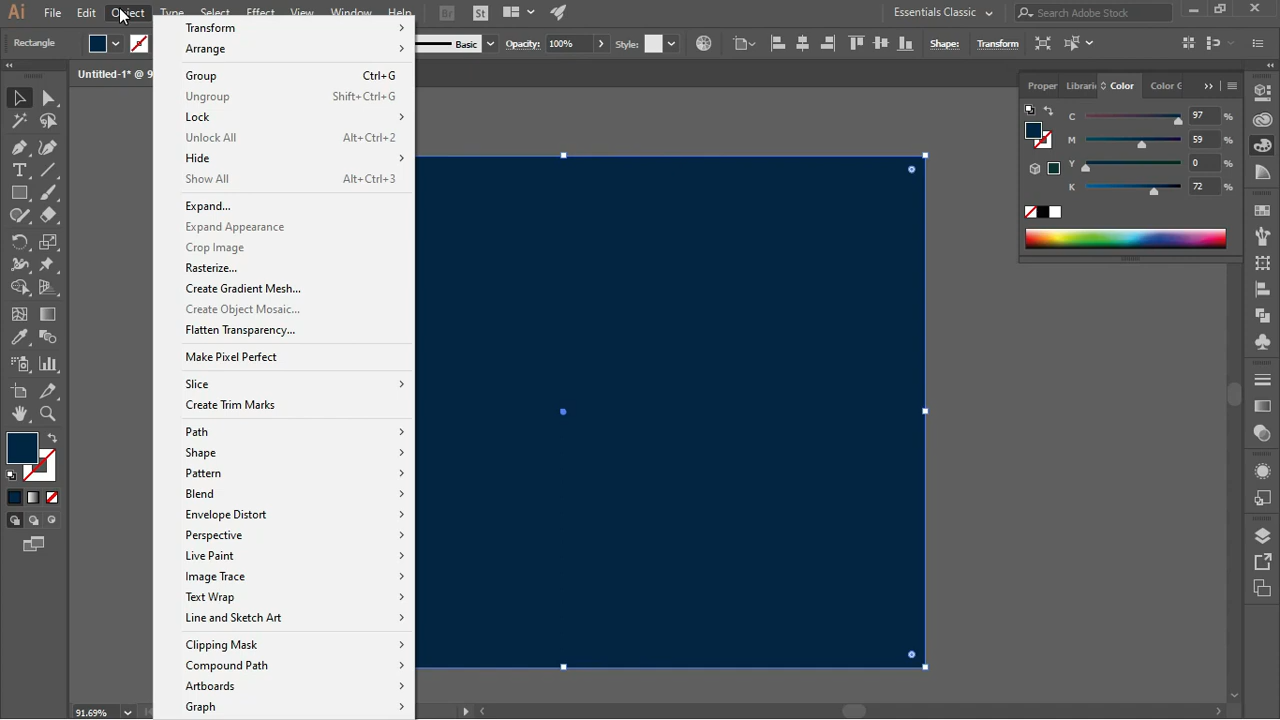 Ai File Edit Object Type Select Effect View Window Help Br St Essentials Classic Search Adobe Stock
Rectangle Basic Opacity: 100% Style: Shape: Transform
Untitled-1* @ 9
Transform
Arrange
Group Ctrl+G
Ungroup Shift+Ctrl+G
Lock
Unlock All Alt+Ctrl+2
Hide
Show All Alt+Ctrl+3
Expand...
Expand Appearance
Crop Image
Rasterize...
Create Gradient Mesh...
Create Object Mosaic...
Flatten Transparency...
Make Pixel Perfect
Slice
Create Trim Marks
Path
Shape
Pattern
Blend
Envelope Distort
Perspective
Live Paint
Image Trace
Text Wrap
Line and Sketch Art
Clipping Mask
Compound Path
Artboards
Graph
Proper Librari Color Color G
C 97 %
M 59 %
Y 0 %
K 72 %
91.69%